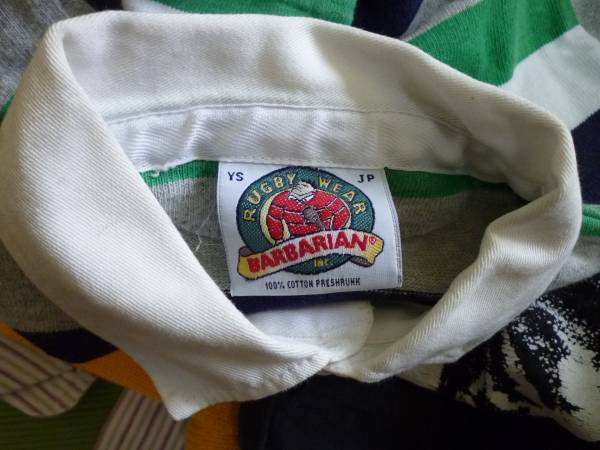 YS JP
RUGBY WEAR
BARBARIAN®
INC.
100% COTTON PRESHRUNK